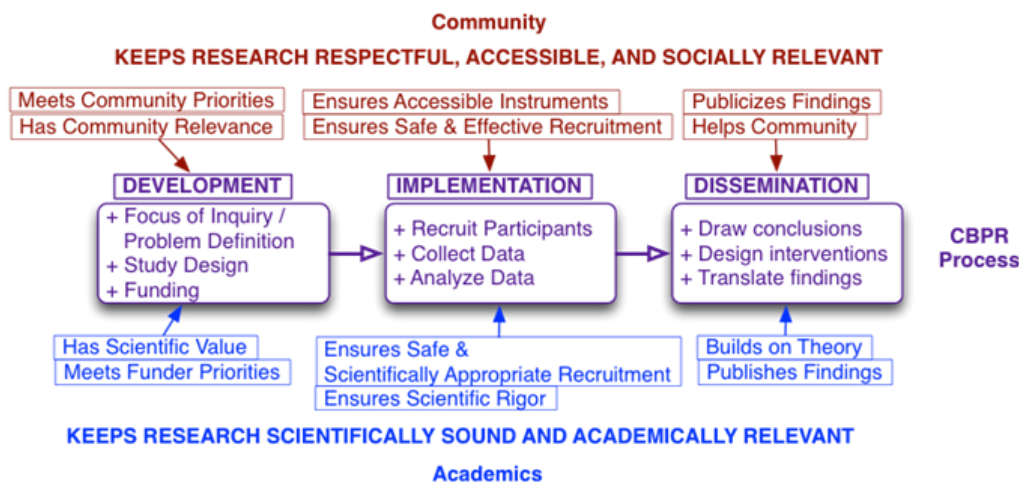 Community
KEEPS RESEARCH RESPECTFUL, ACCESSIBLE, AND SOCIALLY RELEVANT
Meets Community Priorities
Has Community Relevance
Ensures Accessible Instruments
Ensures Safe & Effective Recruitment
Publicizes Findings
Helps Community
DEVELOPMENT
+ Focus of Inquiry /
Problem Definition
+ Study Design
+ Funding
IMPLEMENTATION
+ Recruit Participants
+ Collect Data
+ Analyze Data
DISSEMINATION
+ Draw conclusions
+ Design interventions
+ Translate findings
CBPR
Process
Has Scientific Value
Meets Funder Priorities
Ensures Safe &
Scientifically Appropriate Recruitment
Ensures Scientific Rigor
Builds on Theory
Publishes Findings
KEEPS RESEARCH SCIENTIFICALLY SOUND AND ACADEMICALLY RELEVANT
Academics